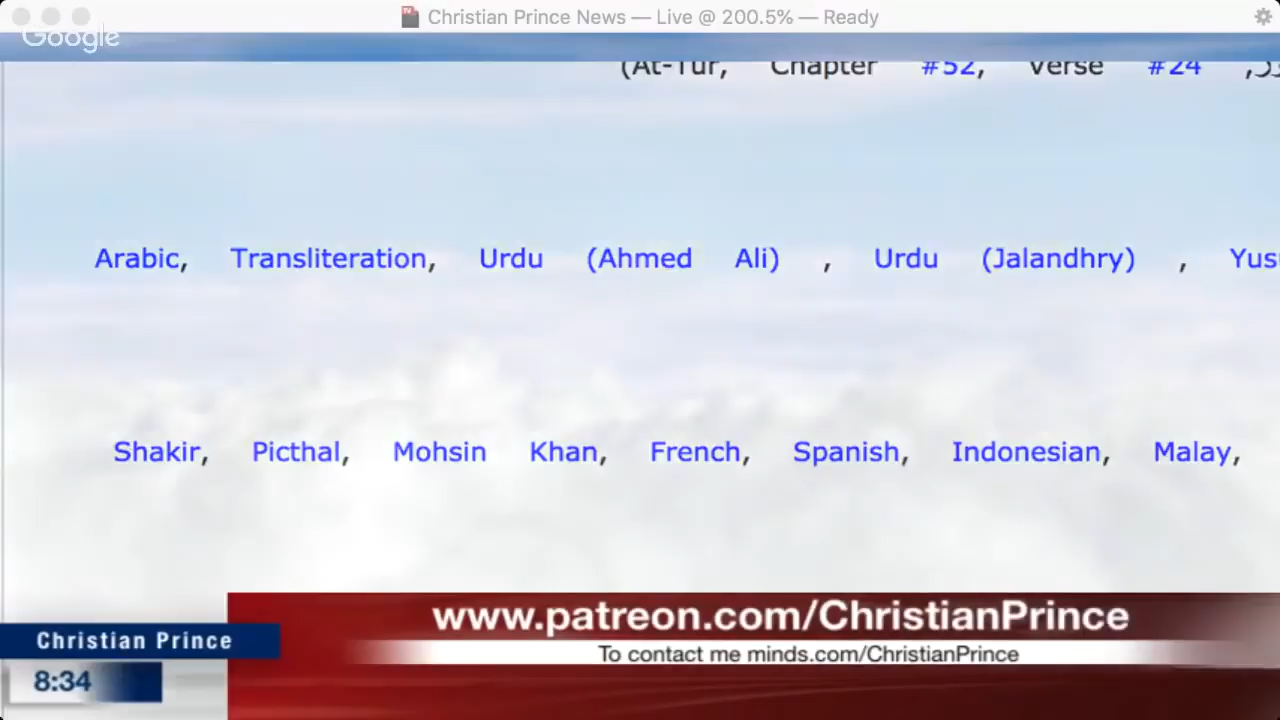 Christian Prince News — Live @ 200.5% — Ready
Google
(At-Tur, Chapter #52, Verse #24
Arabic, Transliteration, Urdu (Ahmed Ali) , Urdu (Jalandhry) ,
Shakir, Picthal, Mohsin Khan, French, Spanish, Indonesian, Malay,
www.patreon.com/ChristianPrince
To contact me minds.com/ChristianPrince
Christian Prince
8:34